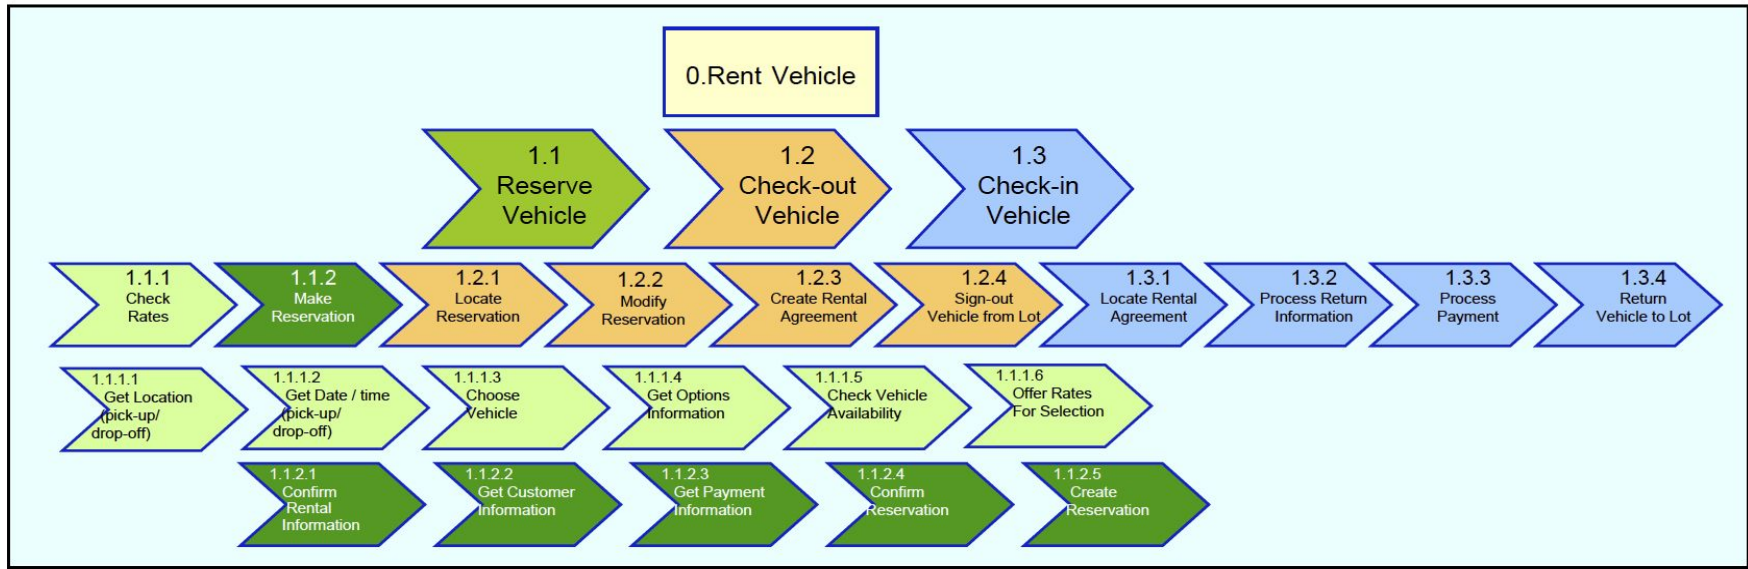 0.Rent Vehicle
1.1
Reserve
Vehicle
1.2
Check-out
Vehicle
1.3
Check-in
Vehicle
1.1.1
Check
Rates
1.1.2
Make
Reservation
1.2.1
Locate
Reservation
1.2.2
Modify
Reservation
1.2.3
Create Rental
Agreement
1.2.4
Sign-out
Vehicle from Lot
1.3.1
Locate Rental
Agreement
1.3.2
Process Return
Information
1.3.3
Process
Payment
1.3.4
Return
Vehicle to Lot
1.1.1.1
Get Location
(pick-up/
drop-off)
1.1.1.2
Get Date / time
(pick-up/
drop-off)
1.1.1.3
Choose
Vehicle
1.1.1.4
Get Options
Information
1.1.1.5
Check Vehicle
Availability
1.1.1.6
Offer Rates
For Selection
1.1.2.1
Confirm
Rental
Information
1.1.2.2
Get Customer
Information
1.1.2.3
Get Payment
Information
1.1.2.4
Confirm
Reservation
1.1.2.5
Create
Reservation